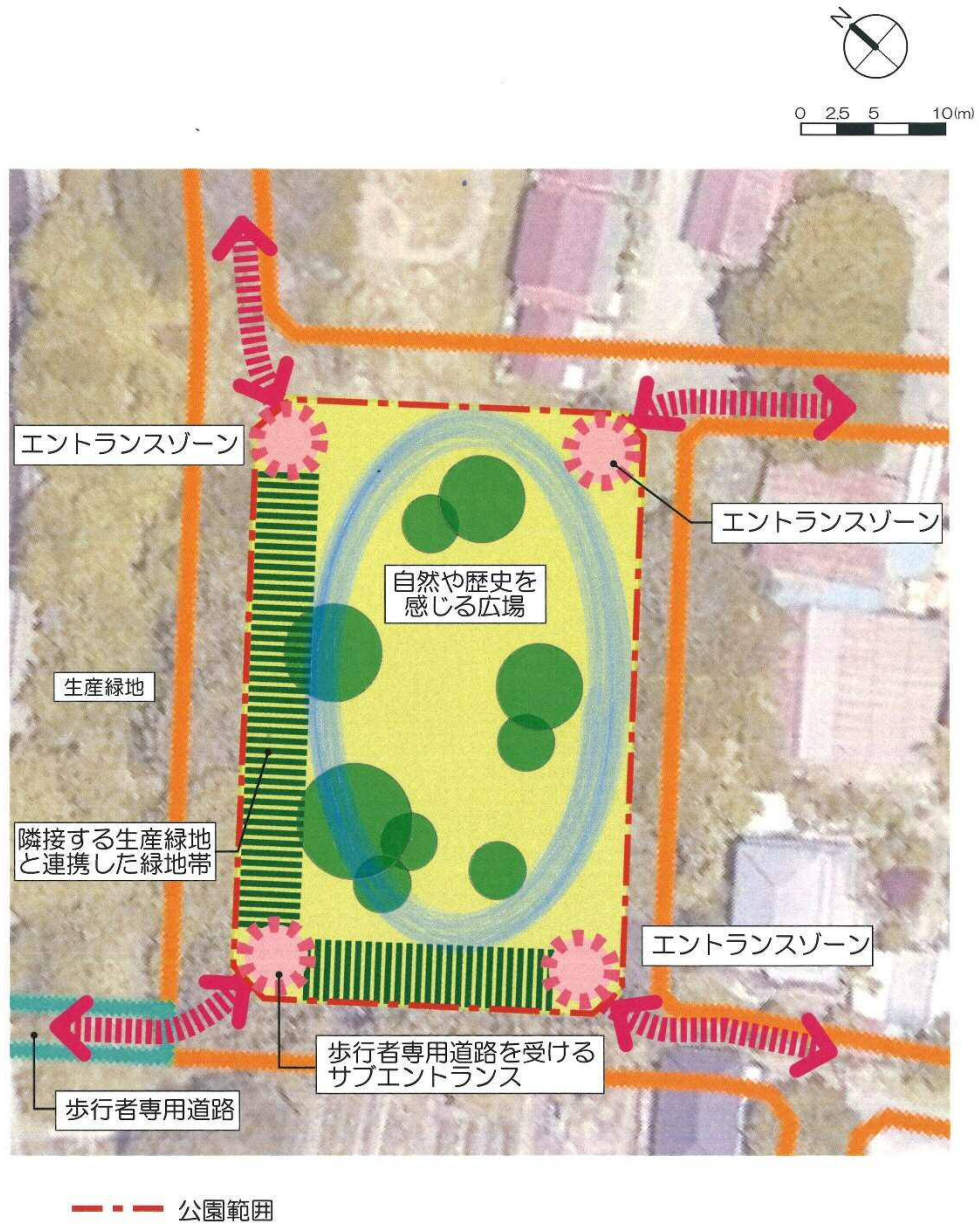 N
0 2.5 5 10(m)
エントランスゾーン
エントランスゾーン
自然や歴史を
感じる広場
生産緑地
隣接する生産緑地
と連携した緑地帯
エントランスゾーン
歩行者専用道路を受ける
サブエントランス
歩行者専用道路
公園範囲